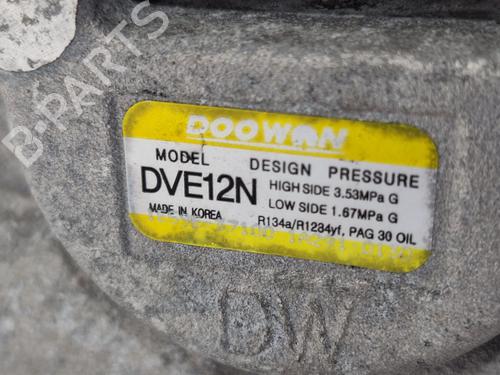 B-PARTS
DOOWON
MODEL DESIGN PRESSURE
DVE12N HIGH SIDE 3.53MPa G
LOW SIDE 1.67MPa G
MADE IN KOREA R134a/R1234yf, PAG 30 OIL
DW